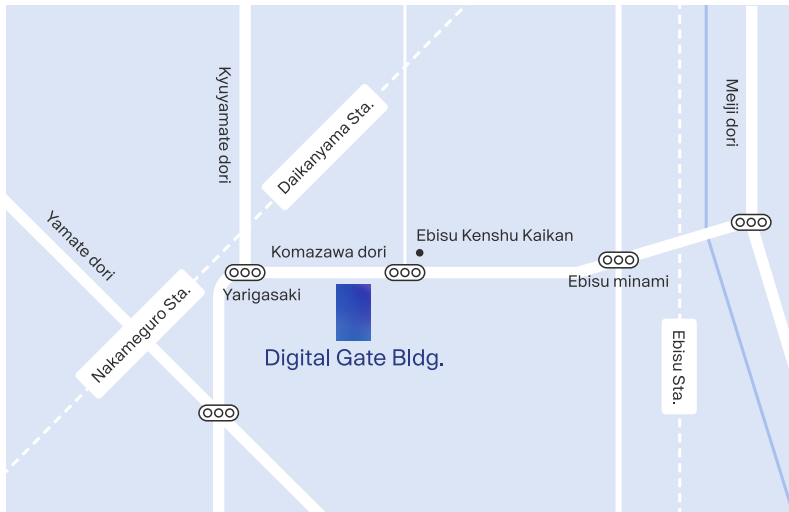 Kyuyamate dori
Daikanyama Sta.
Meiji dori
Yamate dori
Ebisu Kenshu Kaikan
Komazawa dori
Yarigasaki
Ebisu minami
Nakameguro Sta.
Digital Gate Bldg.
Ebisu Sta.